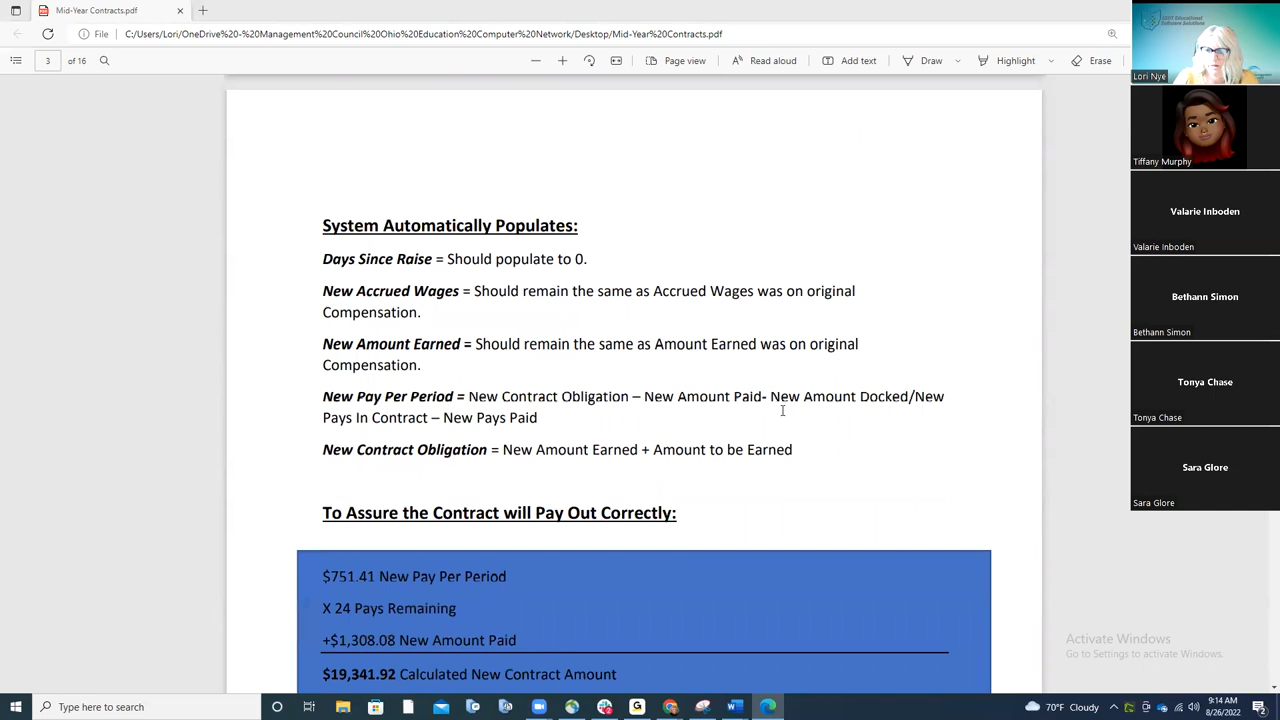 Mid-Year Contracts.pdf
File
C:/Users/Lori/OneDrive%20-%20Management%20Council%20Ohio%20Education%20Computer%20Network/Desktop/Mid-Year%20Contracts.pdf
3 of 16
Page view
Read aloud
Add text
Draw
Highlight
Erase
System Automatically Populates:
Days Since Raise = Should populate to 0.
New Accrued Wages = Should remain the same as Accrued Wages was on original
Compensation.
New Amount Earned = Should remain the same as Amount Earned was on original
Compensation.
New Pay Per Period = New Contract Obligation – New Amount Paid- New Amount Docked/New
Pays In Contract – New Pays Paid
New Contract Obligation = New Amount Earned + Amount to be Earned
To Assure the Contract will Pay Out Correctly:
$751.41 New Pay Per Period
X 24 Pays Remaining
+$1,308.08 New Amount Paid
$19,341.92 Calculated New Contract Amount
Lori Nye
Tiffany Murphy
Valarie Inboden
Valarie Inboden
Bethann Simon
Bethann Simon
Tonya Chase
Tonya Chase
Sara Glore
Sara Glore
Activate Windows
Go to Settings to activate Windows.
Type here to search
70°F Cloudy
9:14 AM
8/26/2022